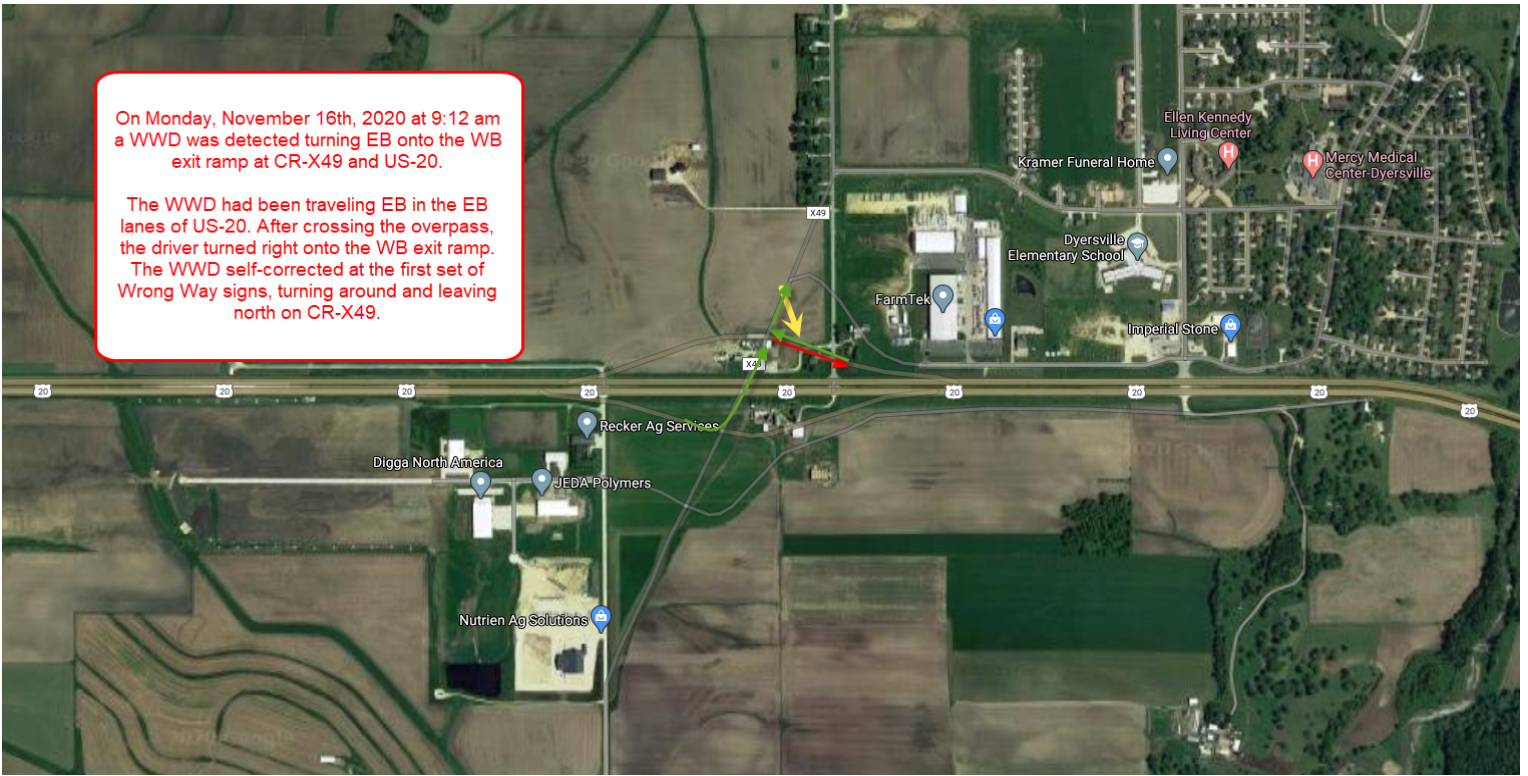 On Monday, November 16th, 2020 at 9:12 am
a WWD was detected turning EB onto the WB
exit ramp at CR-X49 and US-20.
The WWD had been traveling EB in the EB
lanes of US-20. After crossing the overpass,
the driver turned right onto the WB exit ramp.
The WWD self-corrected at the first set of
Wrong Way signs, turning around and leaving
north on CR-X49.
Ellen Kennedy
Living Center
Kramer Funeral Home
Mercy Medical
Center-Dyersville
X49
Dyersville
Elementary School
FarmTek
Imperial Stone
X49
20
20
20
20
20
20
20
20
20
Recker Ag Services
Digga North America
JEDA Polymers
Nutrien Ag Solutions